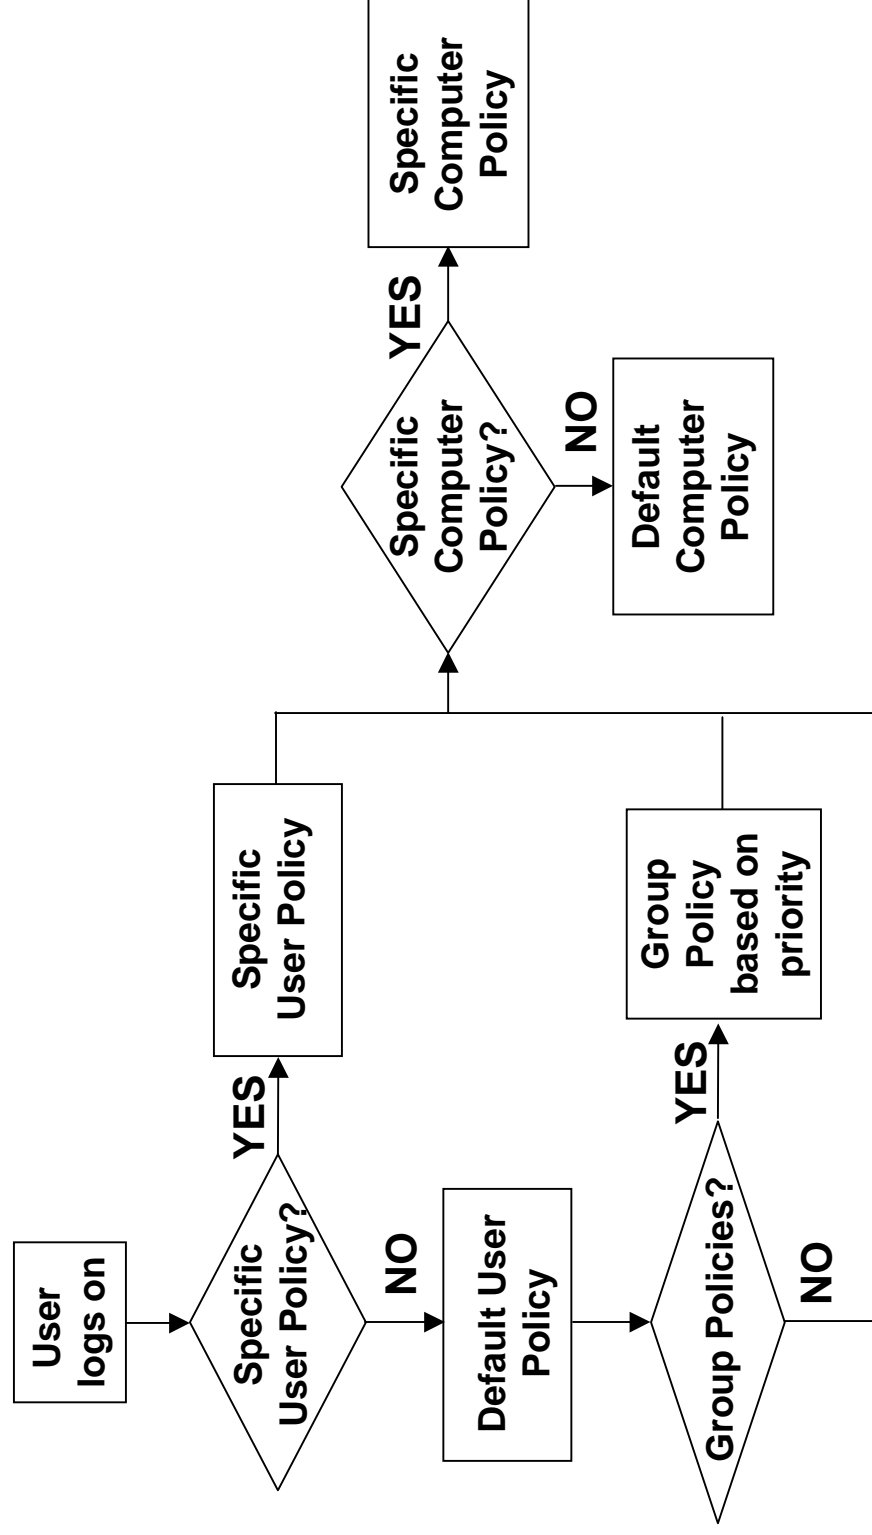 User
logs on
Specific
User Policy?
YES
Specific
User Policy
NO
Default User
Policy
Group Policies?
YES
Group
Policy
based on
priority
NO
Specific
Computer
Policy?
YES
Specific
Computer
Policy
NO
Default
Computer
Policy